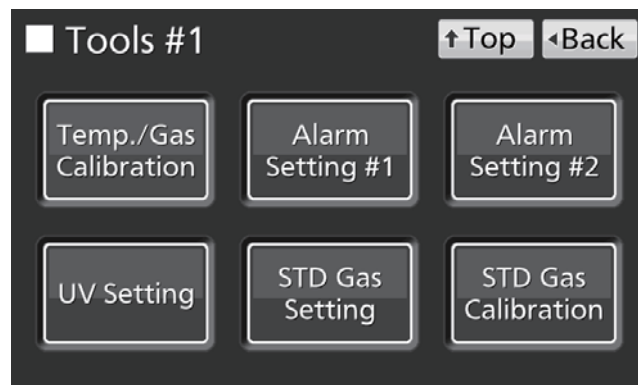 ■ Tools #1
↑Top
◂Back
Temp./Gas
Calibration
Alarm
Setting #1
Alarm
Setting #2
UV Setting
STD Gas
Setting
STD Gas
Calibration